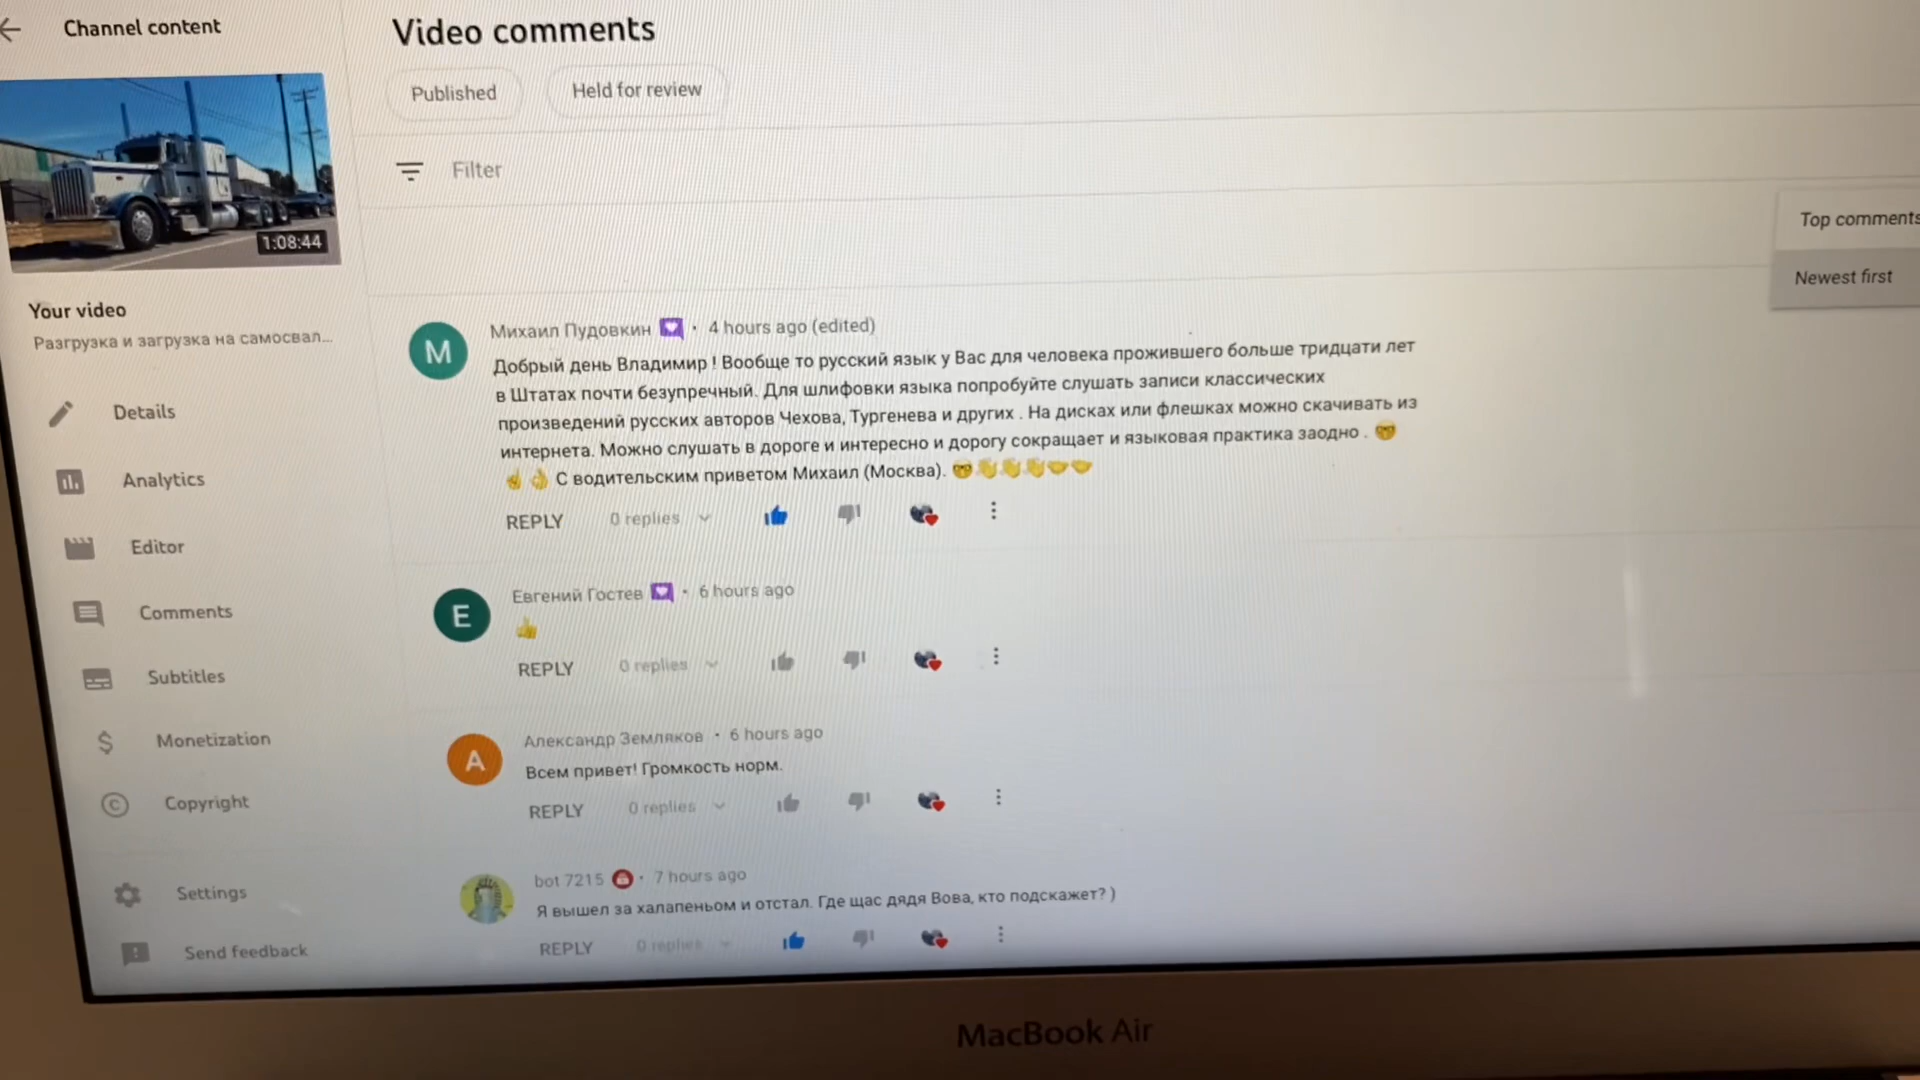 Channel content
Video comments
Published
Held for review
Filter
Top comments
Newest first
1:08:44
Your video
Разгрузка и загрузка на самосвал...
Details
Analytics
Editor
Comments
Subtitles
Monetization
Copyright
Settings
Send feedback
M
Михаил Пудовкин • 4 hours ago (edited)
Добрый день Владимир ! Вообще то русский язык у Вас для человека прожившего больше тридцати лет
в Штатах почти безупречный. Для шлифовки языка попробуйте слушать записи классических
произведений русских авторов Чехова, Тургенева и других . На дисках или флешках можно скачивать из
интернета. Можно слушать в дороге и интересно и дорогу сокращает и языковая практика заодно . 🤓
☝👌 С водительским приветом Михаил (Москва). 🤓👋👋👋🤝🤝
REPLY 0 replies
E
Евгений Гостев • 6 hours ago
👍
REPLY 0 replies
A
Александр Земляков • 6 hours ago
Всем привет! Громкость норм.
REPLY 0 replies
bot 7215 • 7 hours ago
Я вышел за халапеньом и отстал. Где щас дядя Вова, кто подскажет? )
REPLY 0 replies
MacBook Air